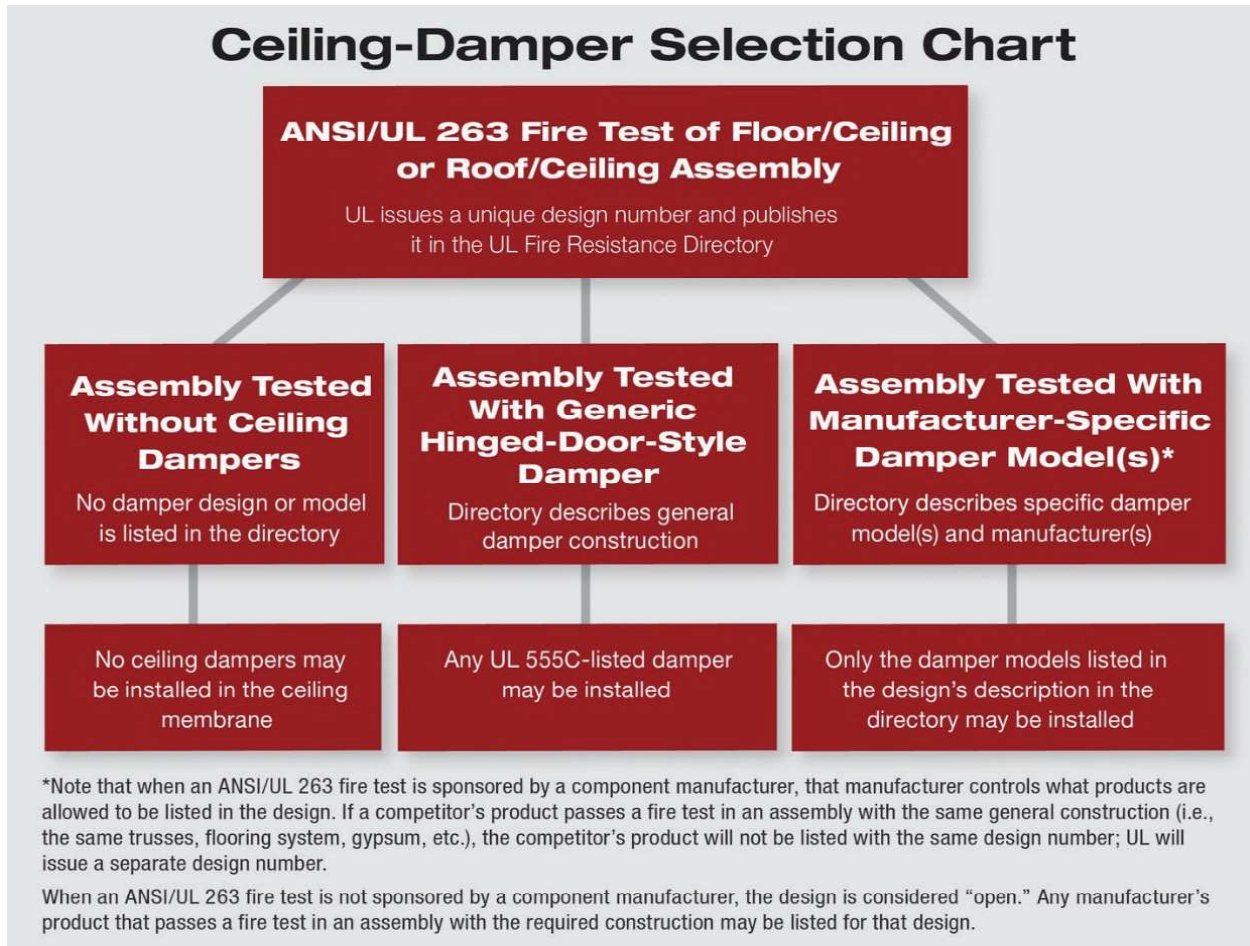 Ceiling-Damper Selection Chart
ANSI/UL 263 Fire Test of Floor/Ceiling
or Roof/Ceiling Assembly
UL issues a unique design number and publishes
it in the UL Fire Resistance Directory
Assembly Tested
Without Ceiling
Dampers
No damper design or model
is listed in the directory
Assembly Tested
With Generic
Hinged-Door-Style
Damper
Directory describes general
damper construction
Assembly Tested With
Manufacturer-Specific
Damper Model(s)*
Directory describes specific damper
model(s) and manufacturer(s)
No ceiling dampers may
be installed in the ceiling
membrane
Any UL 555C-listed damper
may be installed
Only the damper models listed in
the design’s description in the
directory may be installed
*Note that when an ANSI/UL 263 fire test is sponsored by a component manufacturer, that manufacturer controls what products are
allowed to be listed in the design. If a competitor’s product passes a fire test in an assembly with the same general construction (i.e.,
the same trusses, flooring system, gypsum, etc.), the competitor’s product will not be listed with the same design number; UL will
issue a separate design number.
When an ANSI/UL 263 fire test is not sponsored by a component manufacturer, the design is considered “open.” Any manufacturer’s
product that passes a fire test in an assembly with the required construction may be listed for that design.